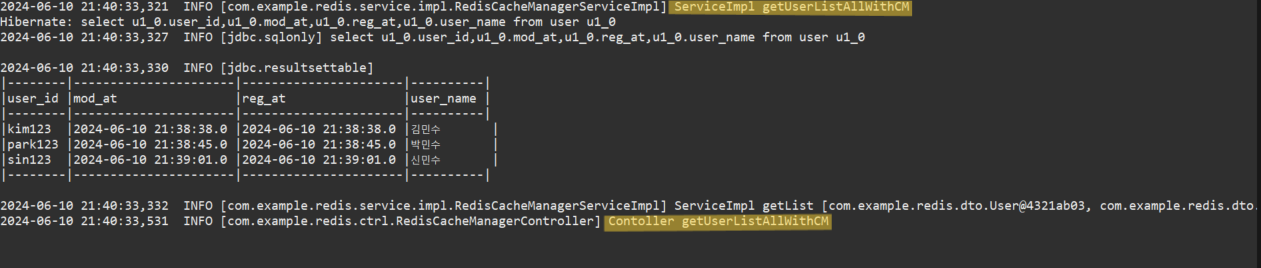 2024-06-10 21:40:33,321  INFO [com.example.redis.service.impl.RedisCacheManagerServiceImpl] ServiceImpl getUserListAllWithCM
Hibernate: select u1_0.user_id,u1_0.mod_at,u1_0.reg_at,u1_0.user_name from user u1_0
2024-06-10 21:40:33,327  INFO [jdbc.sqlonly] select u1_0.user_id,u1_0.mod_at,u1_0.reg_at,u1_0.user_name from user u1_0
2024-06-10 21:40:33,330  INFO [jdbc.resultsettable]
|--------|----------------------|----------------------|----------|
|user_id |mod_at                |reg_at                |user_name |
|--------|----------------------|----------------------|----------|
|kim123  |2024-06-10 21:38:38.0 |2024-06-10 21:38:38.0 |김민수       |
|park123 |2024-06-10 21:38:45.0 |2024-06-10 21:38:45.0 |박민수       |
|sin123  |2024-06-10 21:39:01.0 |2024-06-10 21:39:01.0 |신민수       |
|--------|----------------------|----------------------|----------|
2024-06-10 21:40:33,332  INFO [com.example.redis.service.impl.RedisCacheManagerServiceImpl] ServiceImpl getList [com.example.redis.dto.User@4321ab03, com.example.redis.dto.
2024-06-10 21:40:33,531  INFO [com.example.redis.ctrl.RedisCacheManagerController] Contoller getUserListAllWithCM